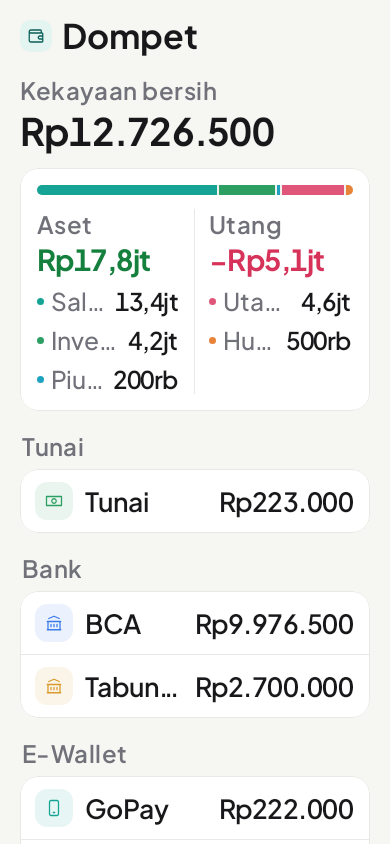 Dompet
Kekayaan bersih
Rp12.726.500
Aset
Rp17,8jt
Sal... 13,4jt
Inve... 4,2jt
Piu... 200rb
Utang
-Rp5,1jt
Uta... 4,6jt
Hu... 500rb
Tunai
Tunai Rp223.000
Bank
BCA Rp9.976.500
Tabun... Rp2.700.000
E-Wallet
GoPay Rp222.000